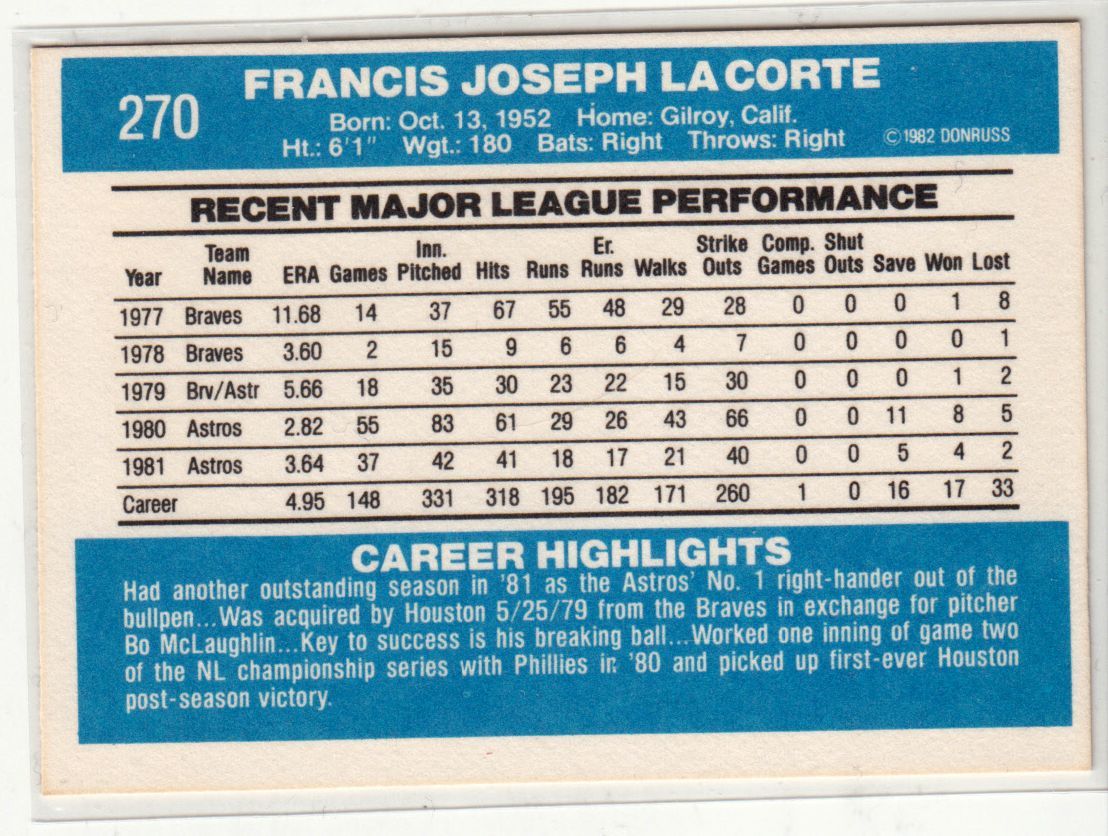 270
FRANCIS JOSEPH LA CORTE
Born: Oct. 13, 1952 Home: Gilroy, Calif.
Ht.: 6'1" Wgt.: 180 Bats: Right Throws: Right ©1982 DONRUSS
RECENT MAJOR LEAGUE PERFORMANCE
Year Team Name ERA Games Inn. Pitched Hits Runs Er. Runs Walks Strike Outs Comp. Games Shut Outs Save Won Lost
1977 Braves 11.68 14 37 67 55 48 29 28 0 0 0 1 8
1978 Braves 3.60 2 15 9 6 6 4 7 0 0 0 0 1
1979 Brv/Astr 5.66 18 35 30 23 22 15 30 0 0 0 1 2
1980 Astros 2.82 55 83 61 29 26 43 66 0 0 11 8 5
1981 Astros 3.64 37 42 41 18 17 21 40 0 0 5 4 2
Career 4.95 148 331 318 195 182 171 260 1 0 16 17 33
CAREER HIGHLIGHTS
Had another outstanding season in '81 as the Astros' No. 1 right-hander out of the
bullpen...Was acquired by Houston 5/25/79 from the Braves in exchange for pitcher
Bo McLaughlin...Key to success is his breaking ball...Worked one inning of game two
of the NL championship series with Phillies in '80 and picked up first-ever Houston
post-season victory.